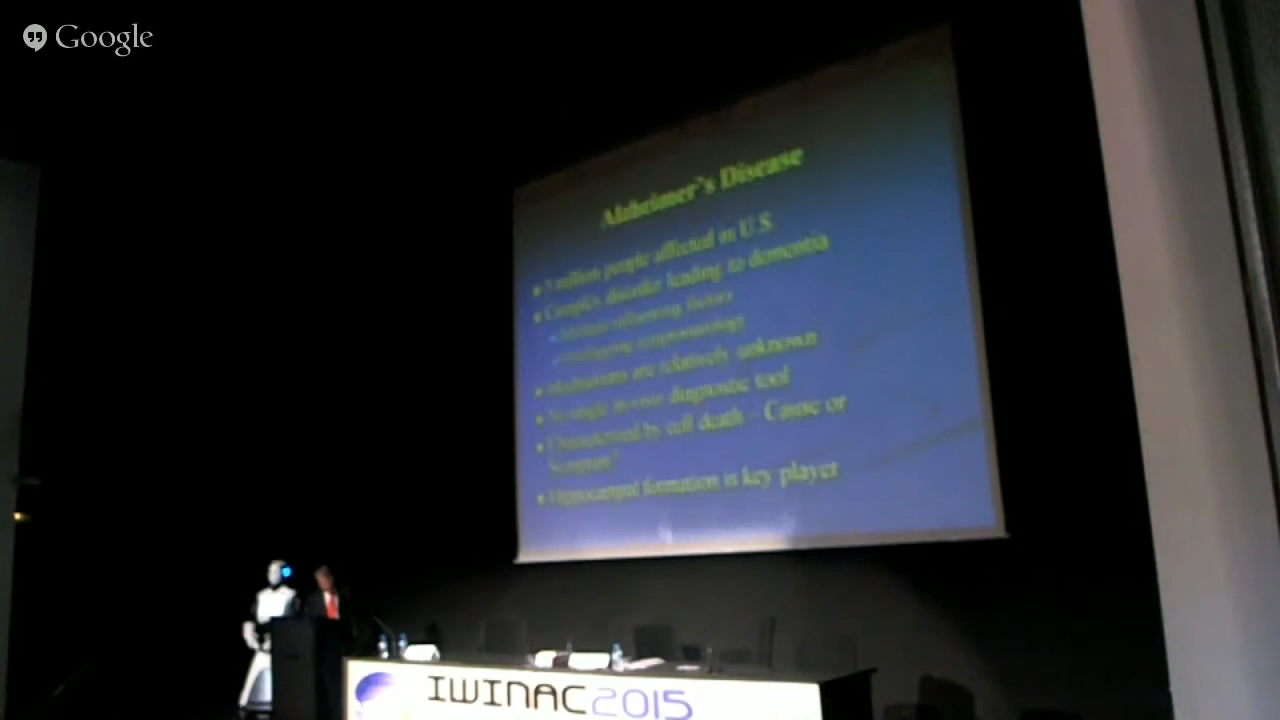 Google
Alzheimer's Disease
5 million people affected in U.S.
Complex disorder leading to dementia
Mechanisms are relatively unknown
No single in-vivo diagnostic tool
Characterized by cell death – Cause or
Symptom?
Hippocampal formation is key player
IWINAC2015